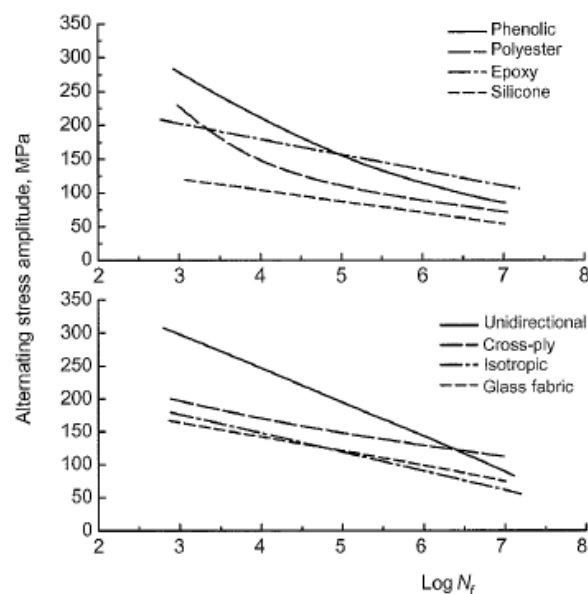 350
300
250
200
150
100
50
0
2 3 4 5 6 7 8
Phenolic
Polyester
Epoxy
Silicone
Alternating stress amplitude, MPa
350
300
250
200
150
100
50
0
2 3 4 5 6 7 8
Unidirectional
Cross-ply
Isotropic
Glass fabric
Log Nf